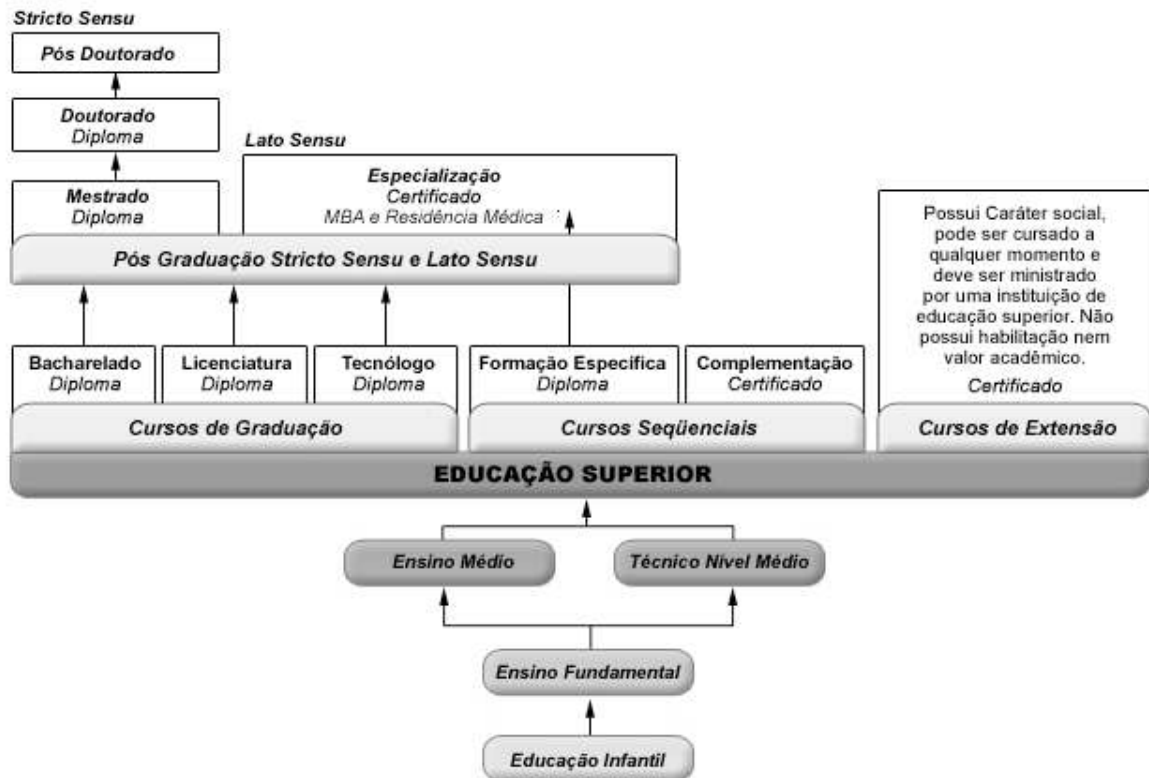 Stricto Sensu
Pós Doutorado
Doutorado
Diploma
Mestrado
Diploma
Lato Sensu
Especialização
Certificado
MBA e Residência Médica
Pós Graduação Stricto Sensu e Lato Sensu
Possui Caráter social,
pode ser cursado a
qualquer momento e
deve ser ministrado
por uma instituição de
educação superior. Não
possui habilitação nem
valor acadêmico.
Certificado
Bacharelado
Diploma
Licenciatura
Diploma
Tecnólogo
Diploma
Formação Específica
Diploma
Complementação
Certificado
Cursos de Graduação
Cursos Seqüenciais
Cursos de Extensão
EDUCAÇÃO SUPERIOR
Ensino Médio
Técnico Nível Médio
Ensino Fundamental
Educação Infantil